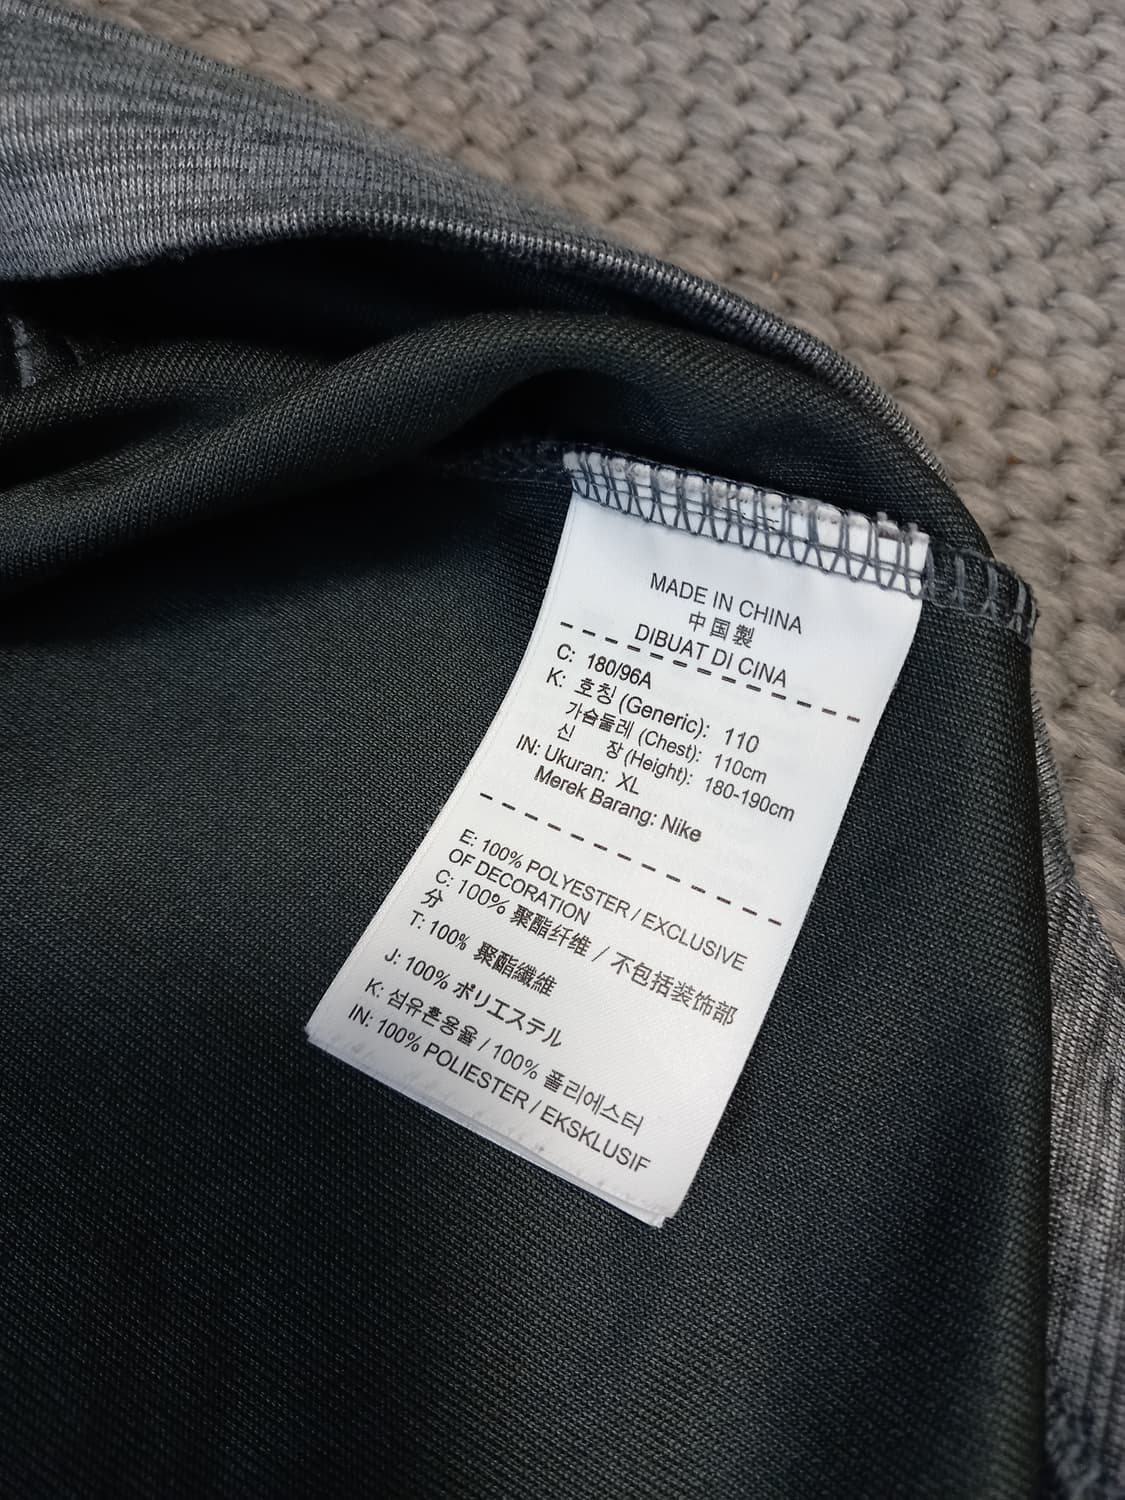 MADE IN CHINA
中国製
DIBUAT DI CINA
C: 180/96A
K: 호칭 (Generic): 110
가슴둘레 (Chest): 110cm
신 장 (Height): 180-190cm
IN: Ukuran: XL
Merek Barang: Nike
E: 100% POLYESTER / EXCLUSIVE
OF DECORATION
C: 100% 聚酯纤维 / 不包括装饰部
分
T: 100% 聚酯纖維
J: 100% ポリエステル
K: 섬유혼용율 / 100% 폴리에스터
IN: 100% POLIESTER / EKSKLUSIF